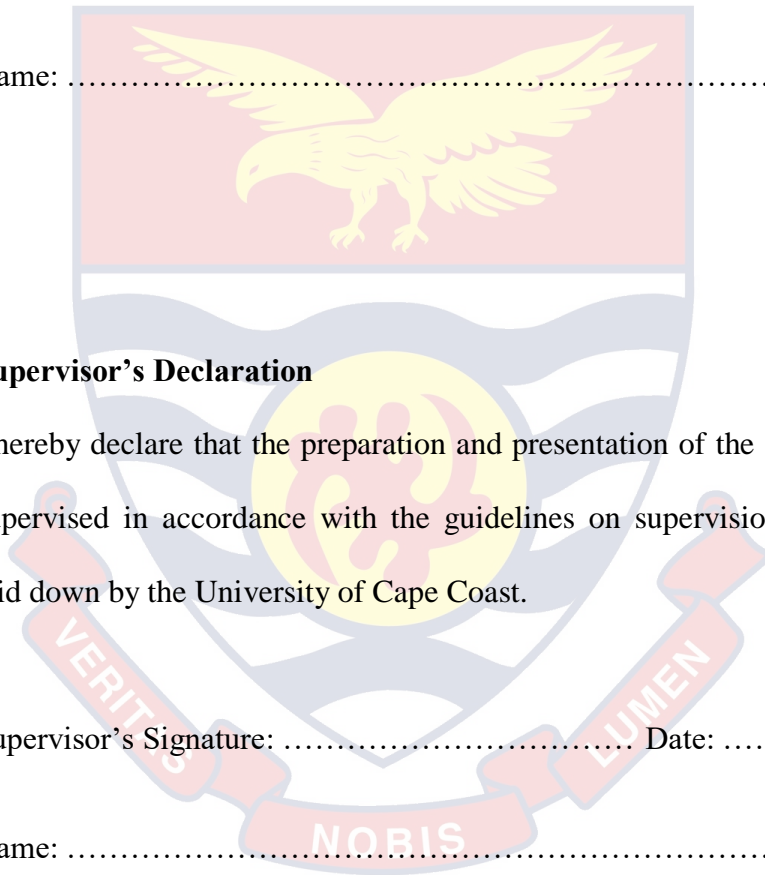 ame: ……………………………………………………………
upervisor’s Declaration
hereby declare that the preparation and presentation of the
pervised in accordance with the guidelines on supervisio
id down by the University of Cape Coast.
upervisor’s Signature: …………………………… Date: ….
ame: ……………………………………………………………
VERITAS
NOBIS
LUMEN